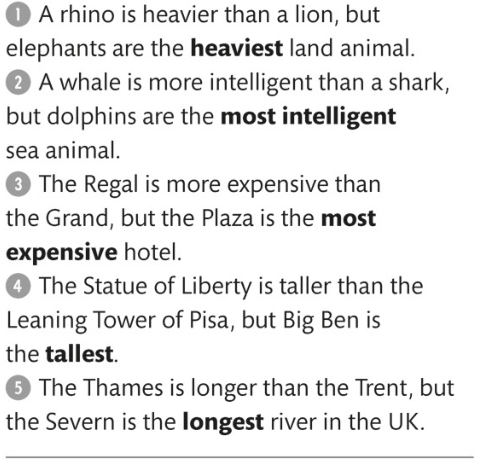 1 A rhino is heavier than a lion, but
elephants are the heaviest land animal.
2 A whale is more intelligent than a shark,
but dolphins are the most intelligent
sea animal.
3 The Regal is more expensive than
the Grand, but the Plaza is the most
expensive hotel.
4 The Statue of Liberty is taller than the
Leaning Tower of Pisa, but Big Ben is
the tallest.
5 The Thames is longer than the Trent, but
the Severn is the longest river in the UK.